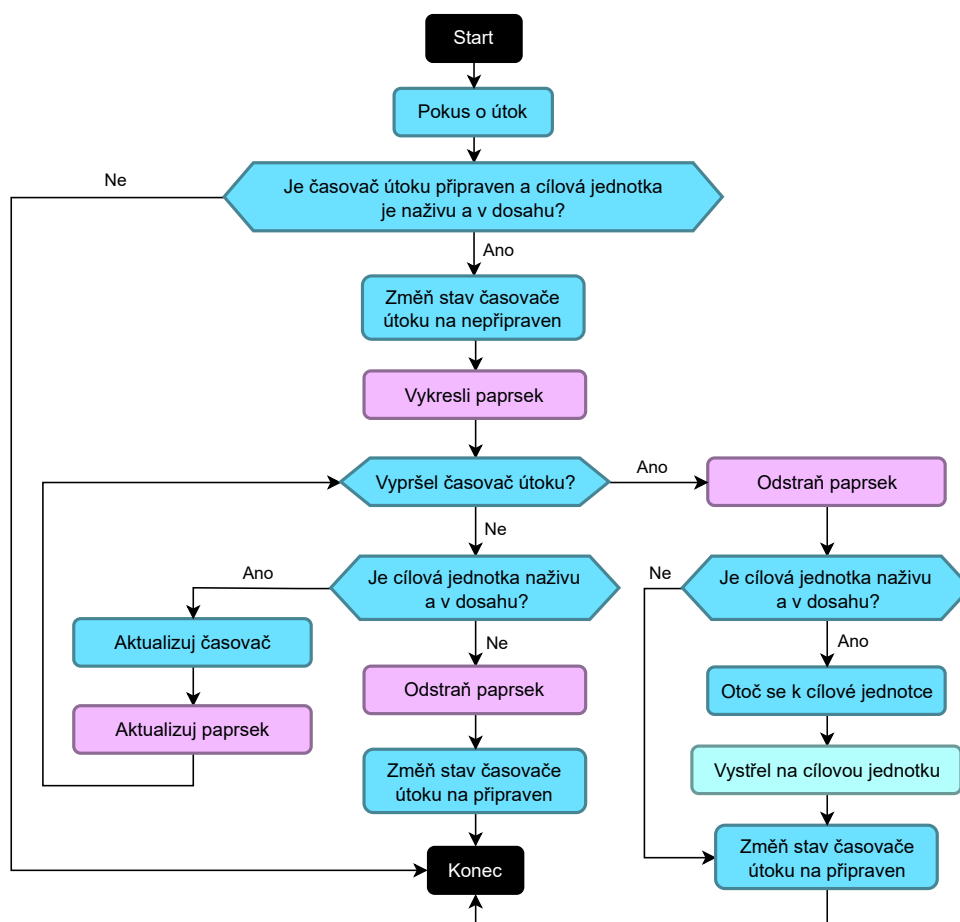 Start
Pokus o útok
Je časovač útoku připraven a cílová jednotka
je naživu a v dosahu?
Ne
Ano
Změň stav časovače
útoku na nepřipraven
Vykresli paprsek
Vypršel časovač útoku?
Ano
Odstraň paprsek
Ne
Je cílová jednotka naživu
a v dosahu?
Ano
Aktualizuj časovač
Aktualizuj paprsek
Ne
Odstraň paprsek
Změň stav časovače
útoku na připraven
Je cílová jednotka naživu
a v dosahu?
Ne
Ano
Otoč se k cílové jednotce
Vystřel na cílovou jednotku
Změň stav časovače
útoku na připraven
Konec